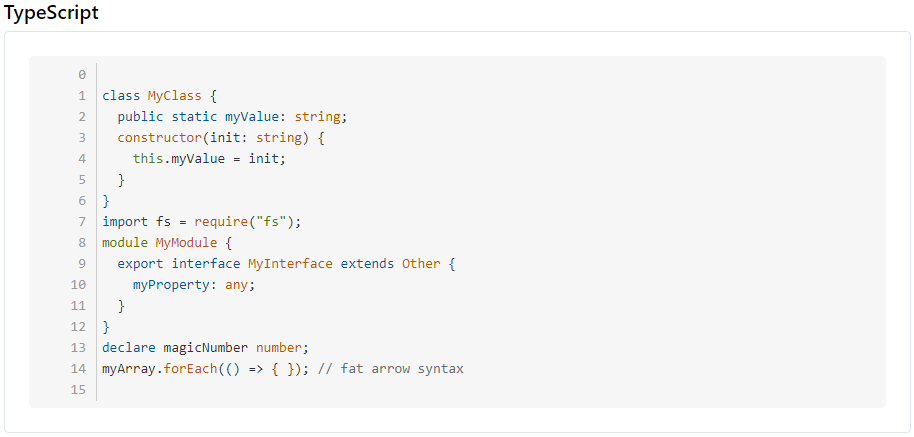 TypeScript
0
1 class MyClass {
2 public static myValue: string;
3 constructor(init: string) {
4 this.myValue = init;
5 }
6 }
7 import fs = require("fs");
8 module MyModule {
9 export interface MyInterface extends Other {
10 myProperty: any;
11 }
12 }
13 declare magicNumber number;
14 myArray.forEach(() => { }); // fat arrow syntax
15